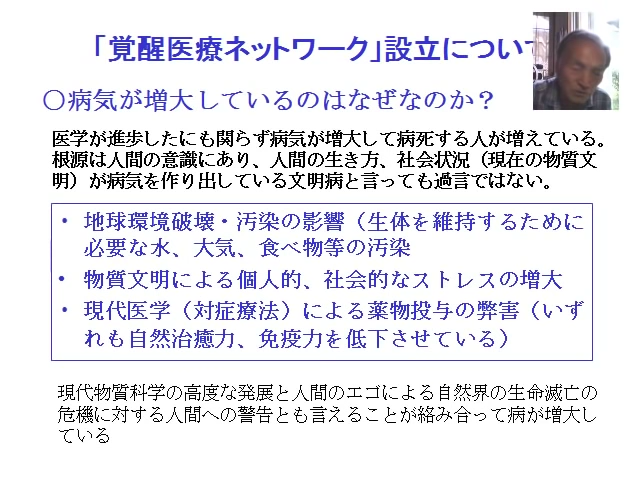 「覚醒医療ネットワーク」設立につい
〇病気が増大しているのはなぜなのか？
医学が進歩したにも関らず病気が増大して病死する人が増えている。
根源は人間の意識にあり、人間の生き方、社会状況（現在の物質文
明）が病気を作り出している文明病と言っても過言ではない。
・ 地球環境破壊・汚染の影響（生体を維持するために
必要な水、大気、食べ物等の汚染
・ 物質文明による個人的、社会的なストレスの増大
・ 現代医学（対症療法）による薬物投与の弊害（いず
れも自然治癒力、免疫力を低下させている）
現代物質科学の高度な発展と人間のエゴによる自然界の生命滅亡の
危機に対する人間への警告とも言えることが絡み合って病が増大し
ている